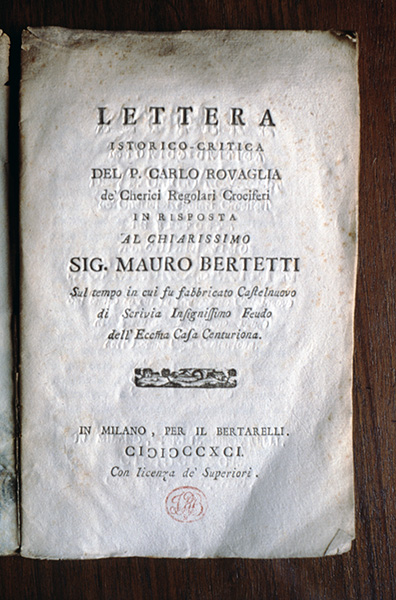 LETTERA
ISTORICO-CRITICA
DEL P. CARLO ROVAGLIA
de' Cherici Regolari Crociferi
IN RISPOSTA
AL CHIARISSIMO
SIG. MAURO BERTETTI
Sul tempo in cui fu fabbricato Caſtelnuovo
di Scrivia Inſigniſſimo Feudo
dell' Eccm̃a Caſa Centuriona.
IN MILANO, PER IL BERTARELLI.
CIƆIƆCCXCI.
Con licenza de' Superiori.